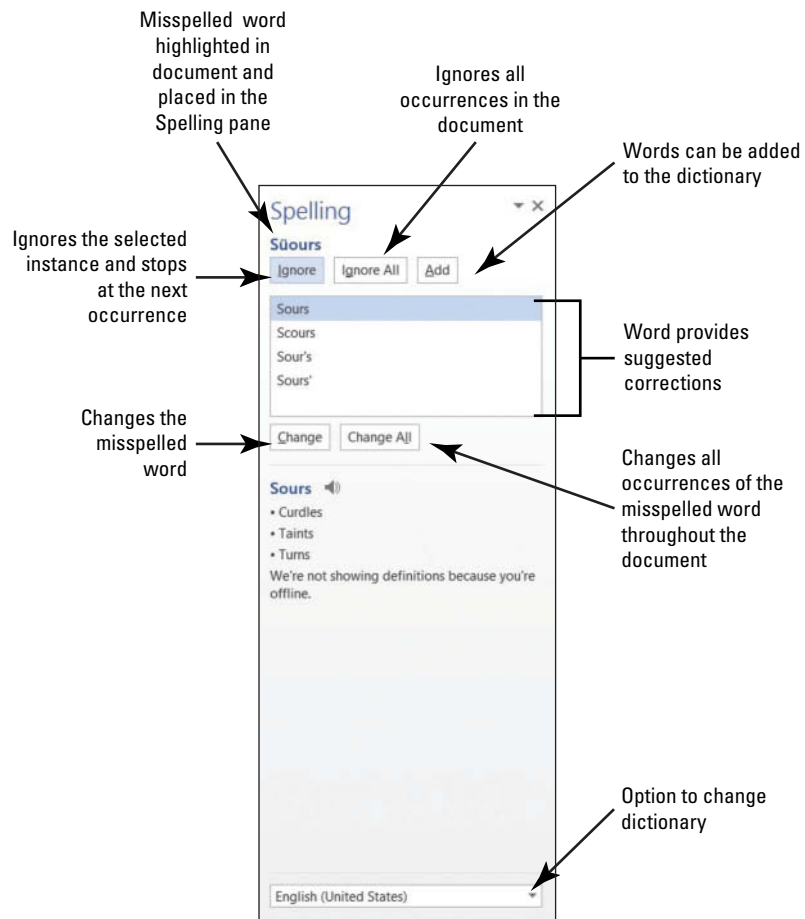 Misspelled word
highlighted in
document and
placed in the
Spelling pane
Ignores all
occurrences in the
document
Words can be added
to the dictionary
Ignores the selected
instance and stops
at the next
occurrence
Spelling
Süours
Ignore Ignore All Add
Sours
Scours
Sour's
Sours'
Word provides
suggested
corrections
Changes the
misspelled
word
Change Change All
Changes all
occurrences of the
misspelled word
throughout the
document
Sours
• Curdles
• Taints
• Turns
We're not showing definitions because you're
offline.
Option to change
dictionary
English (United States)